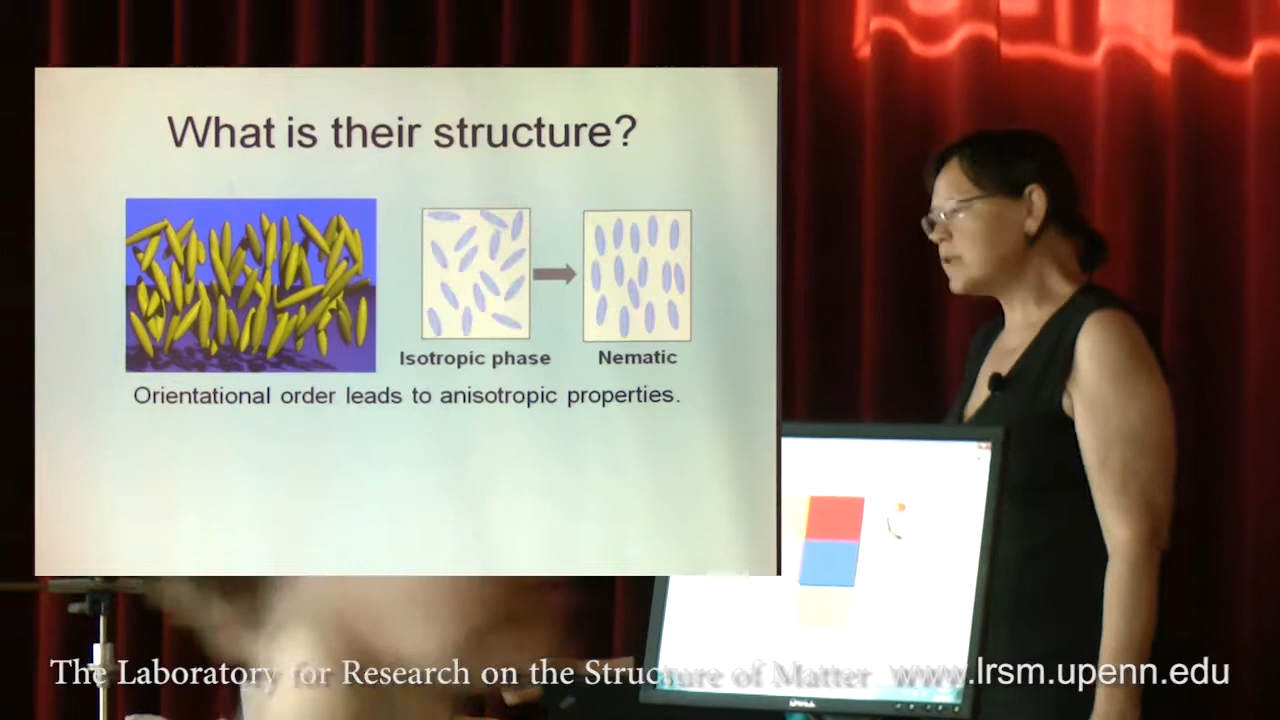 What is their structure?
Isotropic phase
Nematic
Orientational order leads to anisotropic properties.
DELL
The Laboratory for Research on the Structure of Matter www.lrsm.upenn.edu